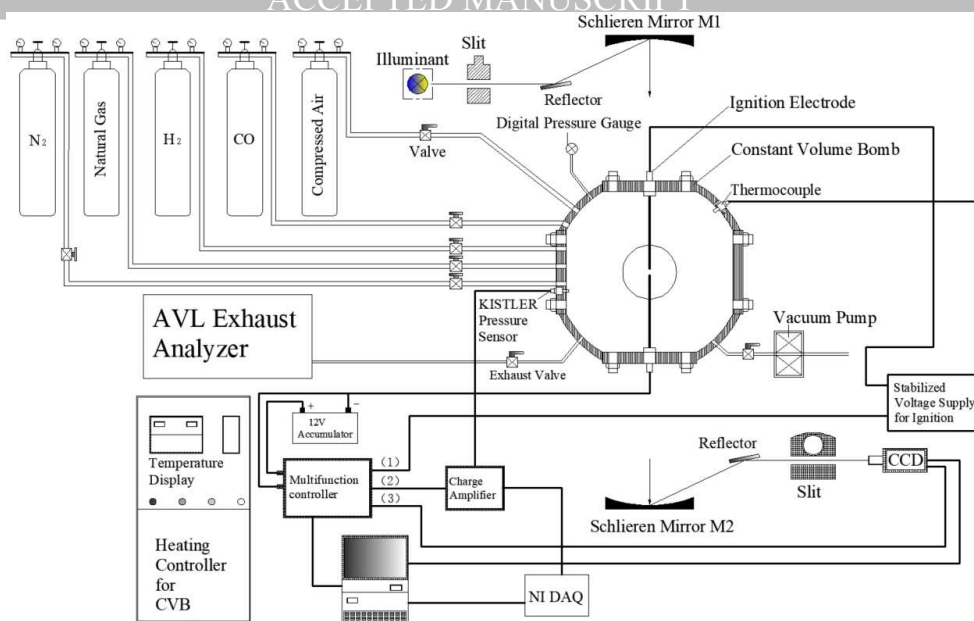 ACCEPTED MANUSCRIPT
Schlieren Mirror M1
Slit
Illuminant
Reflector
Ignition Electrode
Digital Pressure Gauge
N2
Natural Gas
H2
CO
Compressed Air
Valve
Constant Volume Bomb
Thermocouple
KISTLER
Pressure
Sensor
AVL Exhaust
Analyzer
Exhaust Valve
Vacuum Pump
Stabilized
Voltage Supply
for Ignition
+
−
12V
Accumulator
Temperature
Display
Multifunction
controller
(1)
(2)
(3)
Charge
Amplifier
Reflector
CCD
Slit
Schlieren Mirror M2
Heating
Controller
for
CVB
NI DAQ